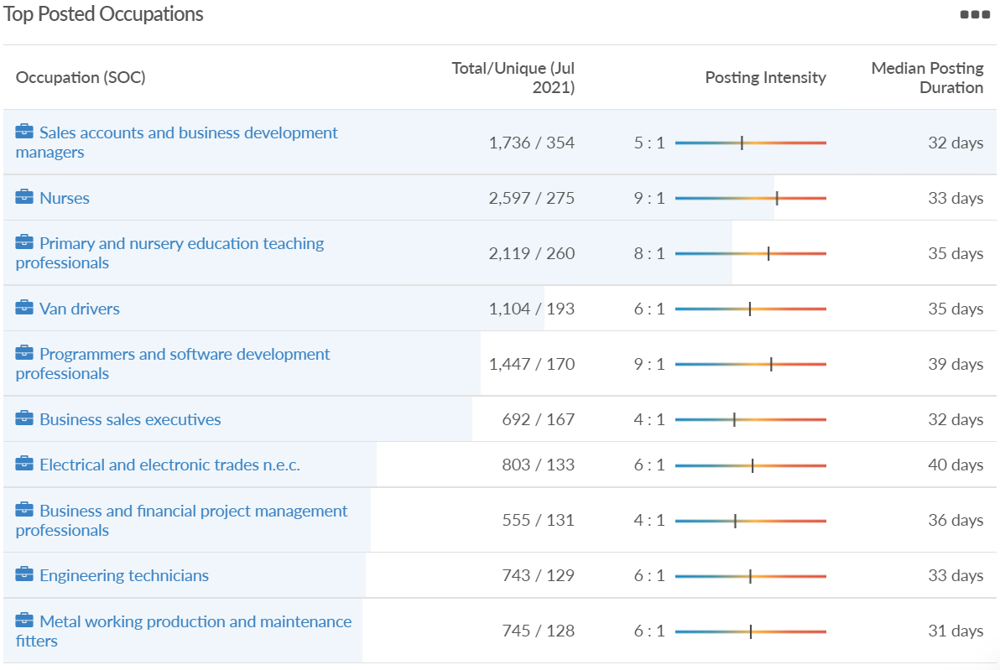 Top Posted Occupations
Occupation (SOC)
Total/Unique (Jul
2021)
Posting Intensity
Median Posting
Duration
Sales accounts and business development
managers
1,736 / 354
5 : 1
32 days
Nurses
2,597 / 275
9 : 1
33 days
Primary and nursery education teaching
professionals
2,119 / 260
8 : 1
35 days
Van drivers
1,104 / 193
6 : 1
35 days
Programmers and software development
professionals
1,447 / 170
9 : 1
39 days
Business sales executives
692 / 167
4 : 1
32 days
Electrical and electronic trades n.e.c.
803 / 133
6 : 1
40 days
Business and financial project management
professionals
555 / 131
4 : 1
36 days
Engineering technicians
743 / 129
6 : 1
33 days
Metal working production and maintenance
fitters
745 / 128
6 : 1
31 days